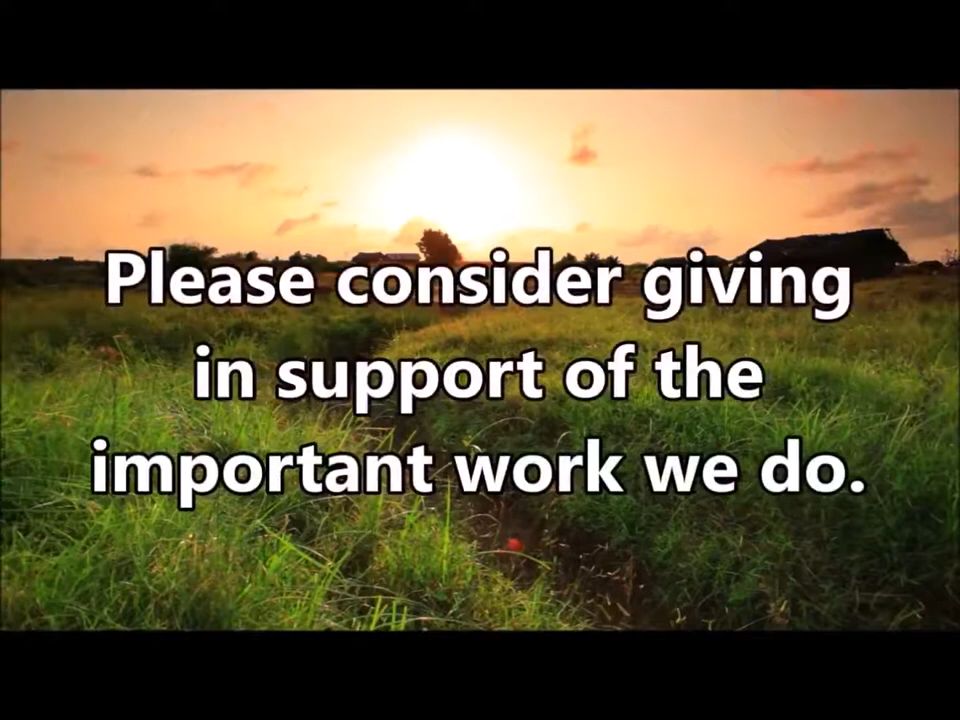 Please consider giving
in support of the
important work we do.